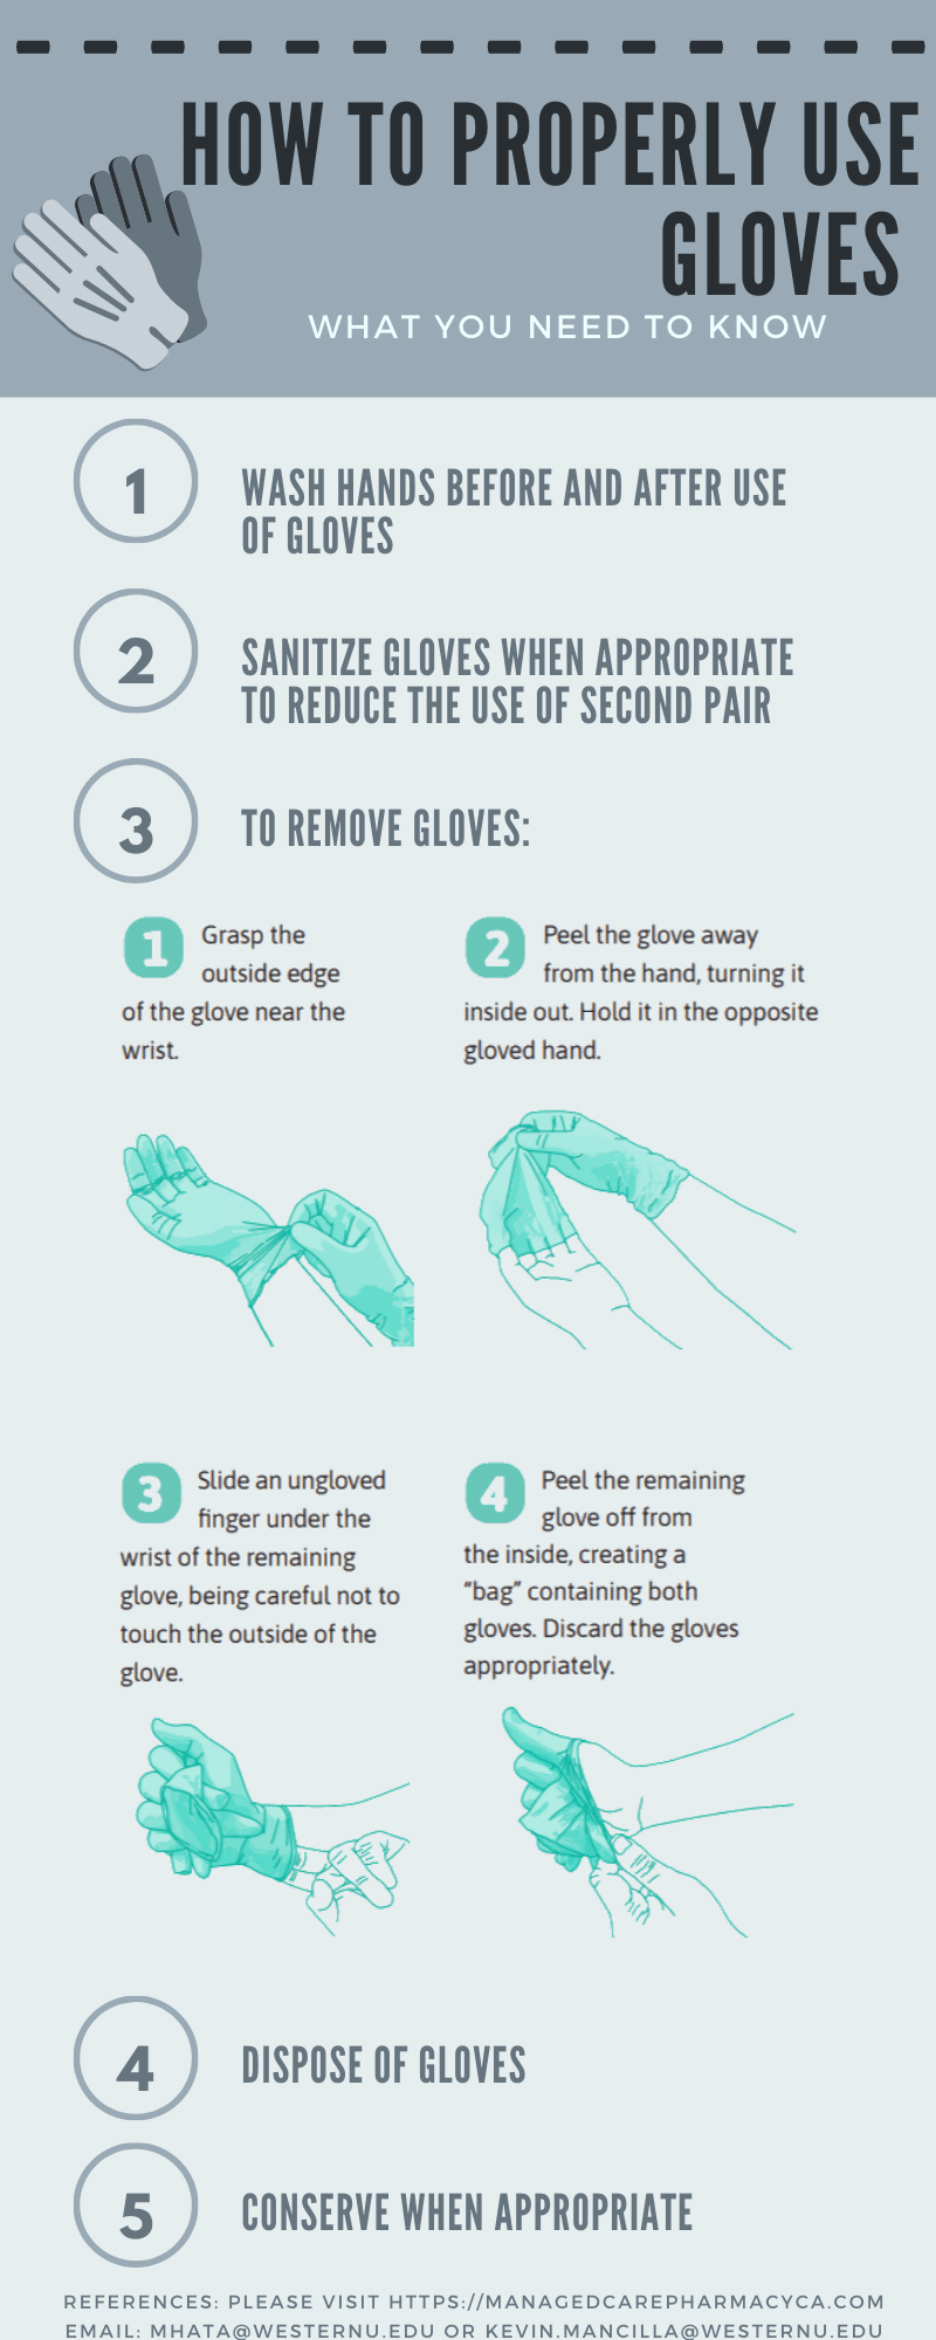 HOW TO PROPERLY USE
GLOVES
WHAT YOU NEED TO KNOW
1
WASH HANDS BEFORE AND AFTER USE
OF GLOVES
2
SANITIZE GLOVES WHEN APPROPRIATE
TO REDUCE THE USE OF SECOND PAIR
3
TO REMOVE GLOVES:
1 Grasp the
outside edge
of the glove near the
wrist.
2 Peel the glove away
from the hand, turning it
inside out. Hold it in the opposite
gloved hand.
3 Slide an ungloved
finger under the
wrist of the remaining
glove, being careful not to
touch the outside of the
glove.
4 Peel the remaining
glove off from
the inside, creating a
“bag” containing both
gloves. Discard the gloves
appropriately.
4
DISPOSE OF GLOVES
5
CONSERVE WHEN APPROPRIATE
REFERENCES: PLEASE VISIT HTTPS://MANAGEDCAREPHARMACYCA.COM
EMAIL: MHATA@WESTERNU.EDU OR KEVIN.MANCILLA@WESTERNU.EDU